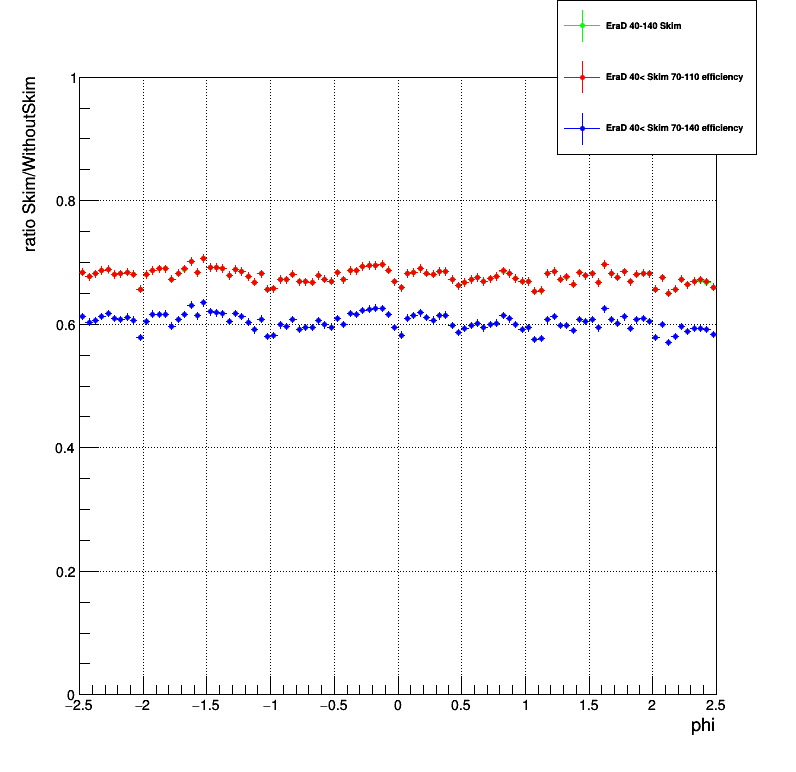 EraD 40-140 Skim
EraD 40< Skim 70-110 efficiency
EraD 40< Skim 70-140 efficiency
ratio Skim/WithoutSkim
1
0.8
0.6
0.4
0.2
0
−2.5 −2 −1.5 −1 −0.5 0 0.5 1 1.5 2 2.5
phi